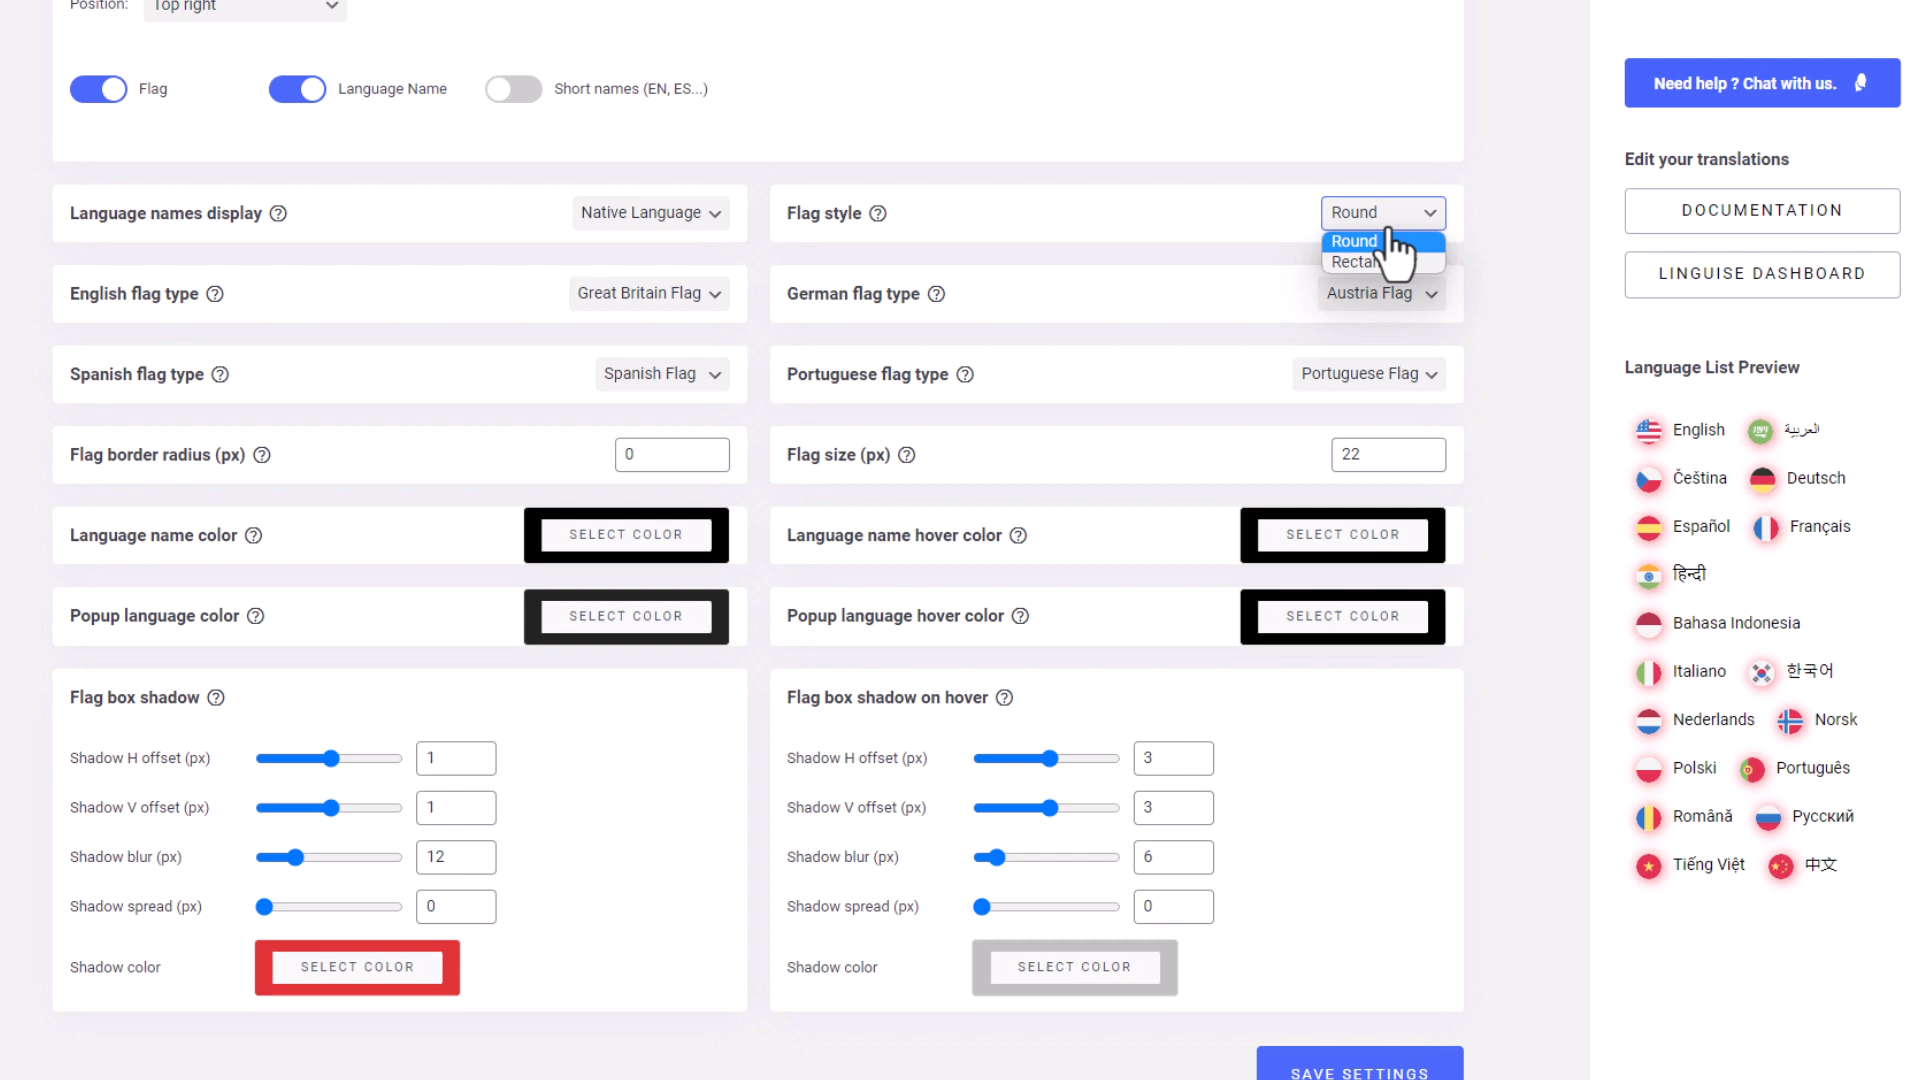 Position: Top right
Flag
Language Name
Short names (EN, ES...)
Language names display
Native Language
Flag style
Round
Round
English flag type
Great Britain Flag
German flag type
Austria Flag
Spanish flag type
Spanish Flag
Portuguese flag type
Portuguese Flag
Flag border radius (px)
0
Flag size (px)
22
Language name color
SELECT COLOR
Language name hover color
SELECT COLOR
Popup language color
SELECT COLOR
Popup language hover color
SELECT COLOR
Flag box shadow
Shadow H offset (px)
1
Shadow V offset (px)
1
Shadow blur (px)
12
Shadow spread (px)
0
Shadow color
SELECT COLOR
Flag box shadow on hover
Shadow H offset (px)
3
Shadow V offset (px)
3
Shadow blur (px)
6
Shadow spread (px)
0
Shadow color
SELECT COLOR
SAVE SETTINGS
Need help ? Chat with us.
Edit your translations
DOCUMENTATION
LINGUISE DASHBOARD
Language List Preview
English العربية
Čeština Deutsch
Español Français
हिन्दी
Bahasa Indonesia
Italiano 한국어
Nederlands Norsk
Polski Português
Română Русский
Tiếng Việt 中文